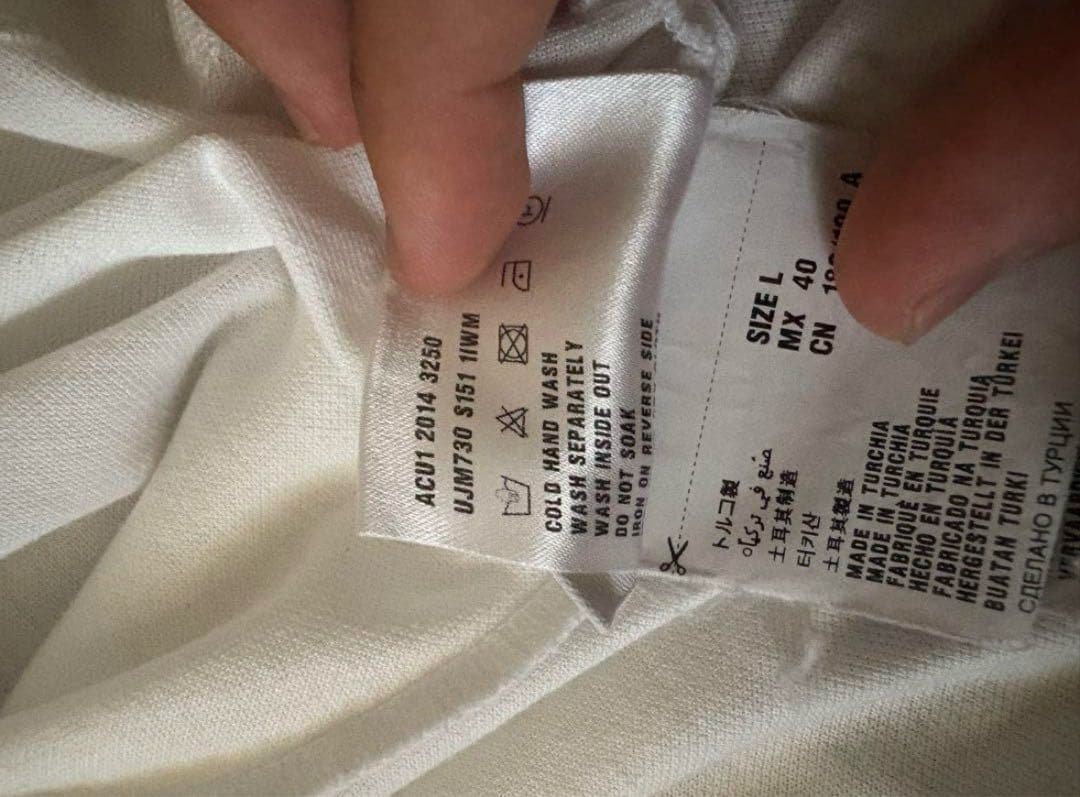 ACU1 2014 3250
UJM730 S151 1IWM
COLD HAND WASH
WASH SEPARATELY
WASH INSIDE OUT
DO NOT SOAK
IRON ON REVERSE SIDE
SIZE L
MX 40
CN A
トルコ製
صنع في تركيا
土耳其制造
터키산
土耳其製造
MADE IN TURCHIA
MADE IN TURCHIA
FABRIQUÉ EN TURQUIE
HECHO EN TURQUIA
FABRICADO NA TURQUIA
HERGESTELLT IN DER TÜRKEI
BUATAN TURKI
СДЕЛАНО В ТУРЦИИ